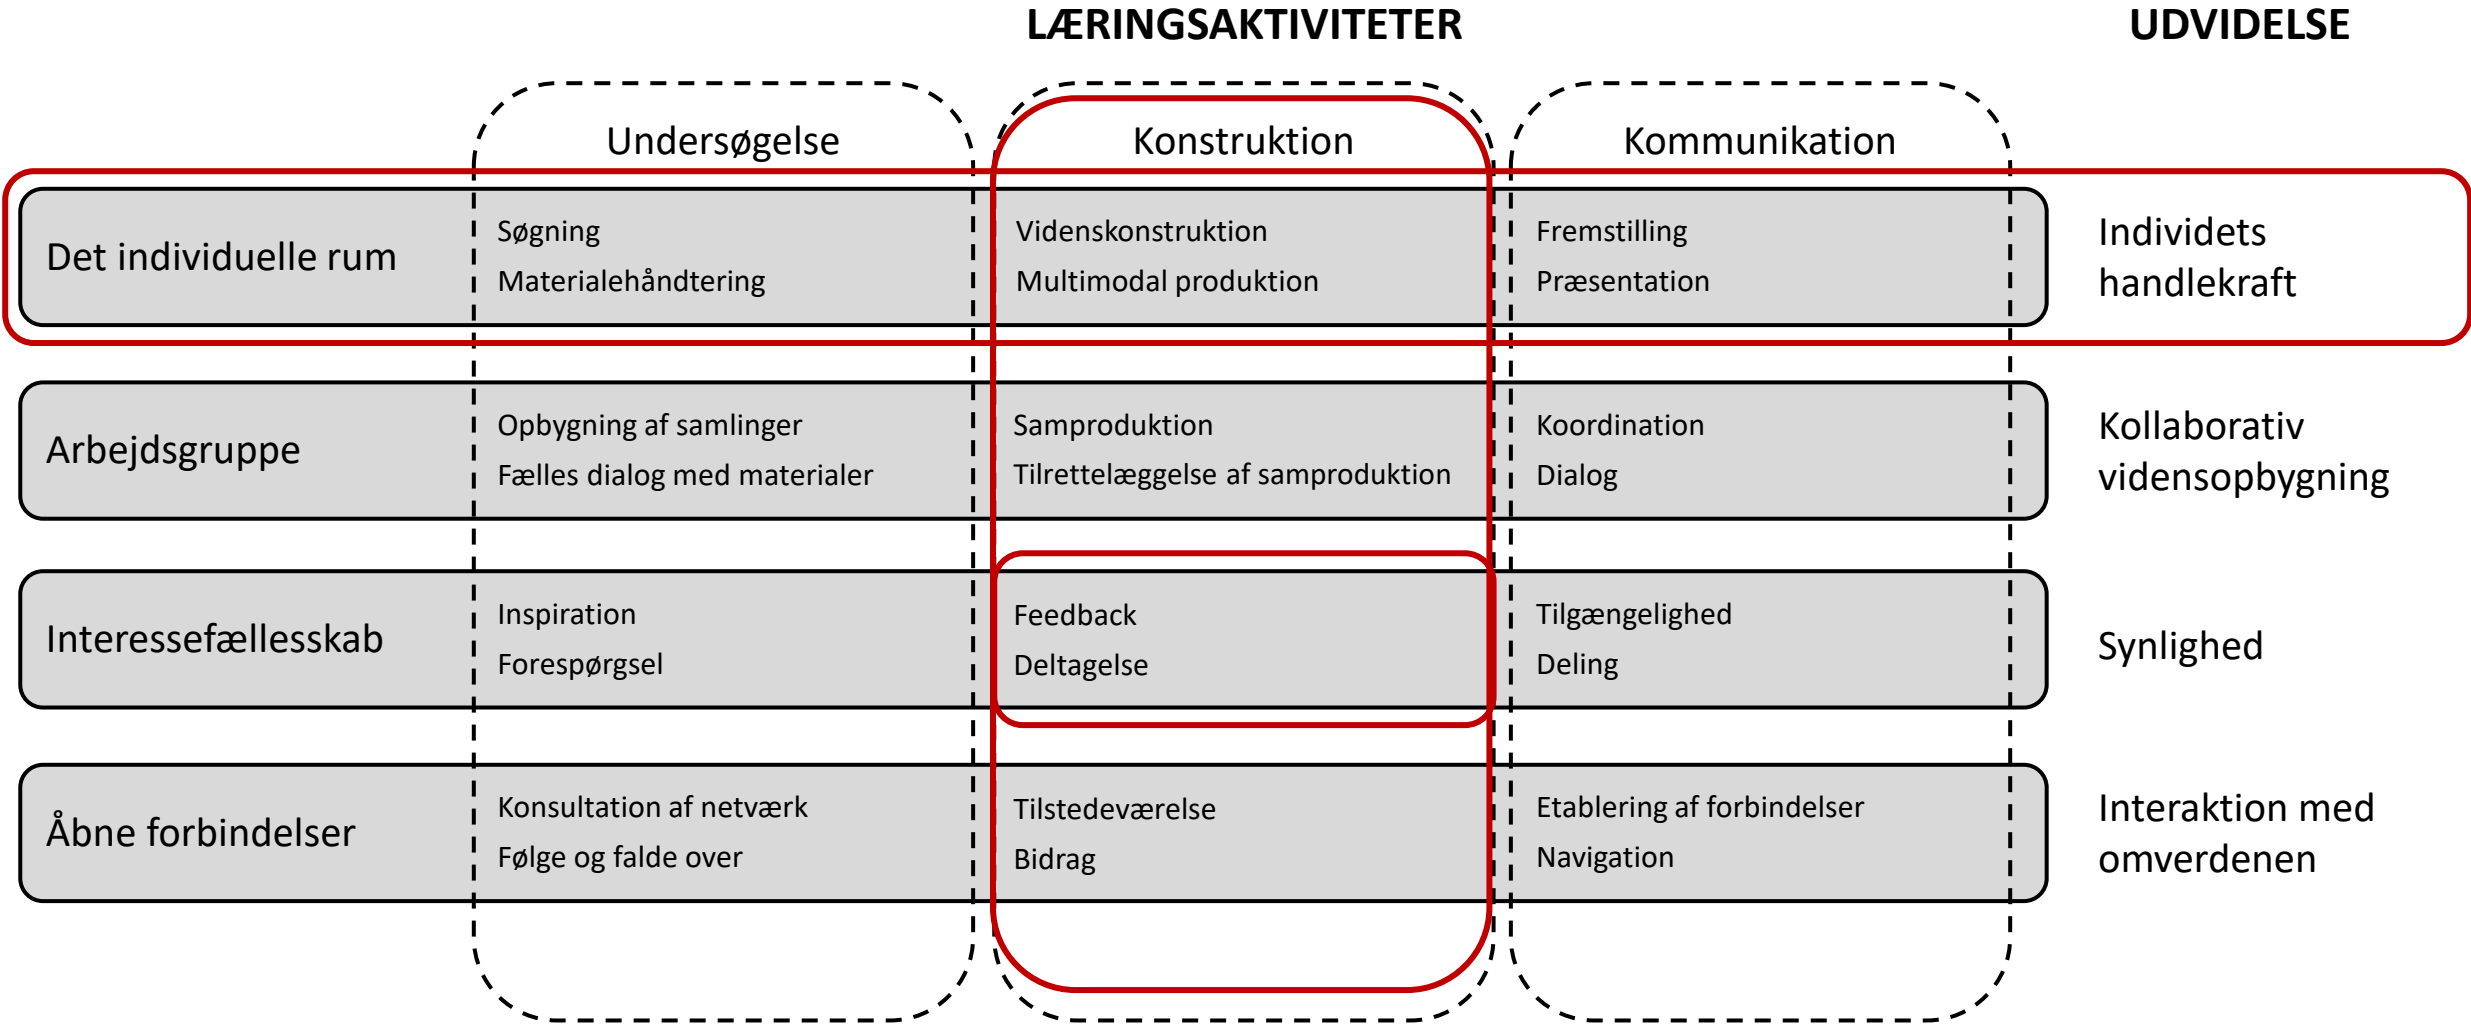 LÆRINGSAKTIVITETER
UDVIDELSE
Undersøgelse
Konstruktion
Kommunikation
Det individuelle rum
Søgning
Materialehåndtering
Videnskonstruktion
Multimodal produktion
Fremstilling
Præsentation
Individets
handlekraft
Arbejdsgruppe
Opbygning af samlinger
Fælles dialog med materialer
Samproduktion
Tilrettelæggelse af samproduktion
Koordination
Dialog
Kollaborativ
vidensopbygning
Interessefællesskab
Inspiration
Forespørgsel
Feedback
Deltagelse
Tilgængelighed
Deling
Synlighed
Åbne forbindelser
Konsultation af netværk
Følge og falde over
Tilstedeværelse
Bidrag
Etablering af forbindelser
Navigation
Interaktion med
omverdenen